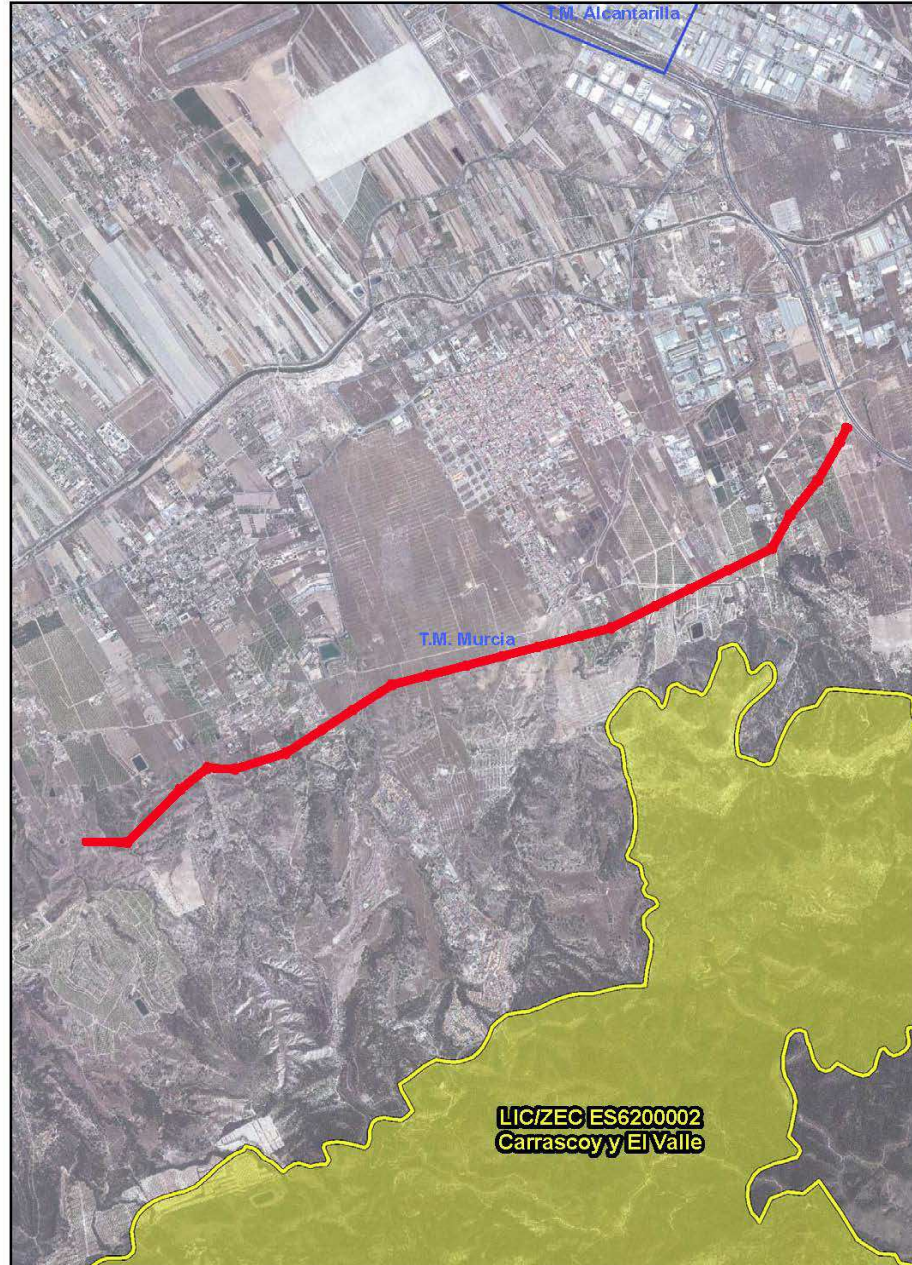 T.M. Alcantarilla
T.M. Murcia
LIC/ZEC ES6200002
Carrascoy y El Valle